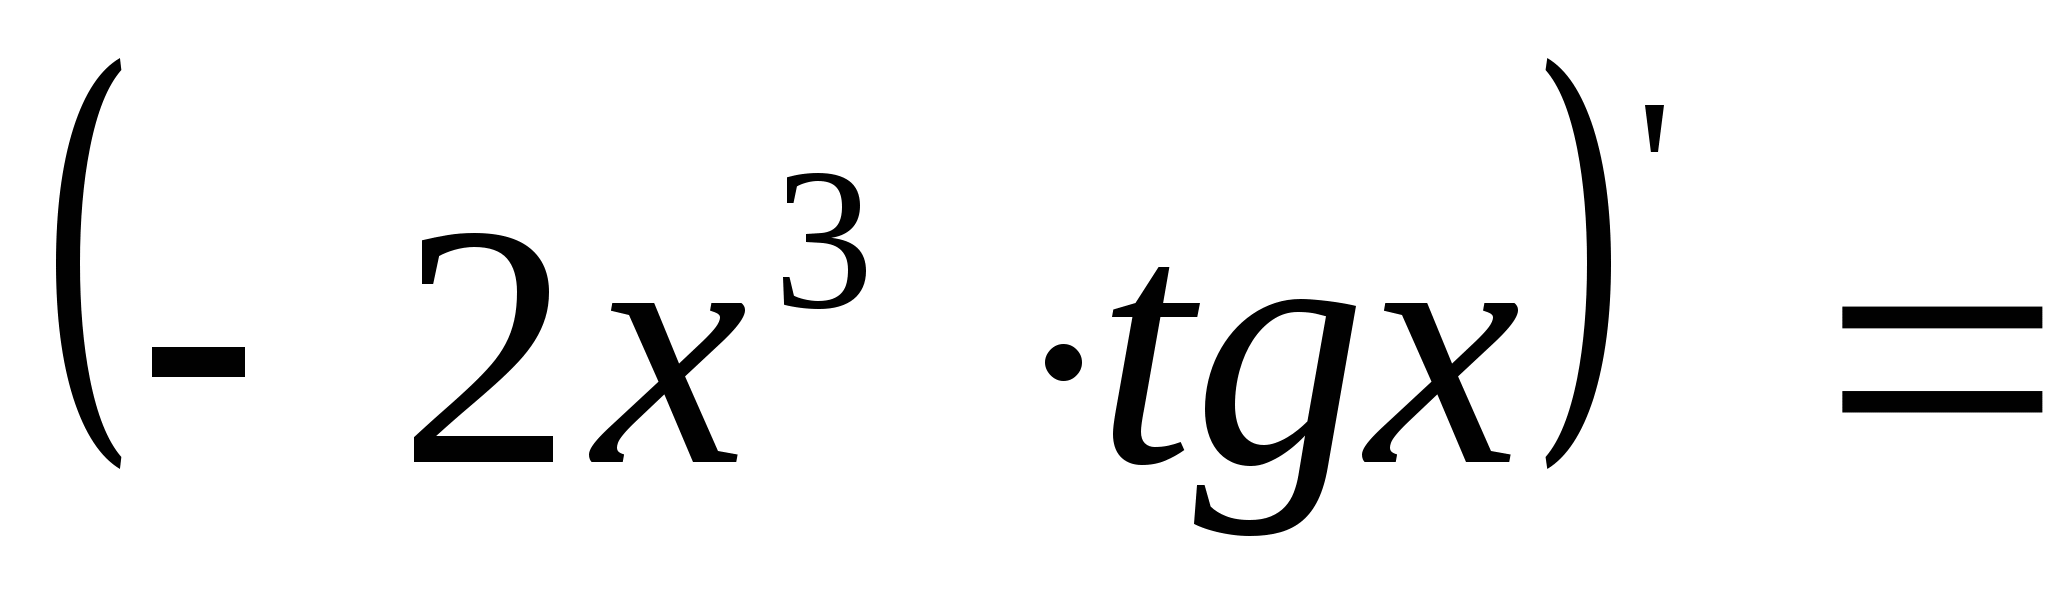 (- 2x³ ·tgx)' =